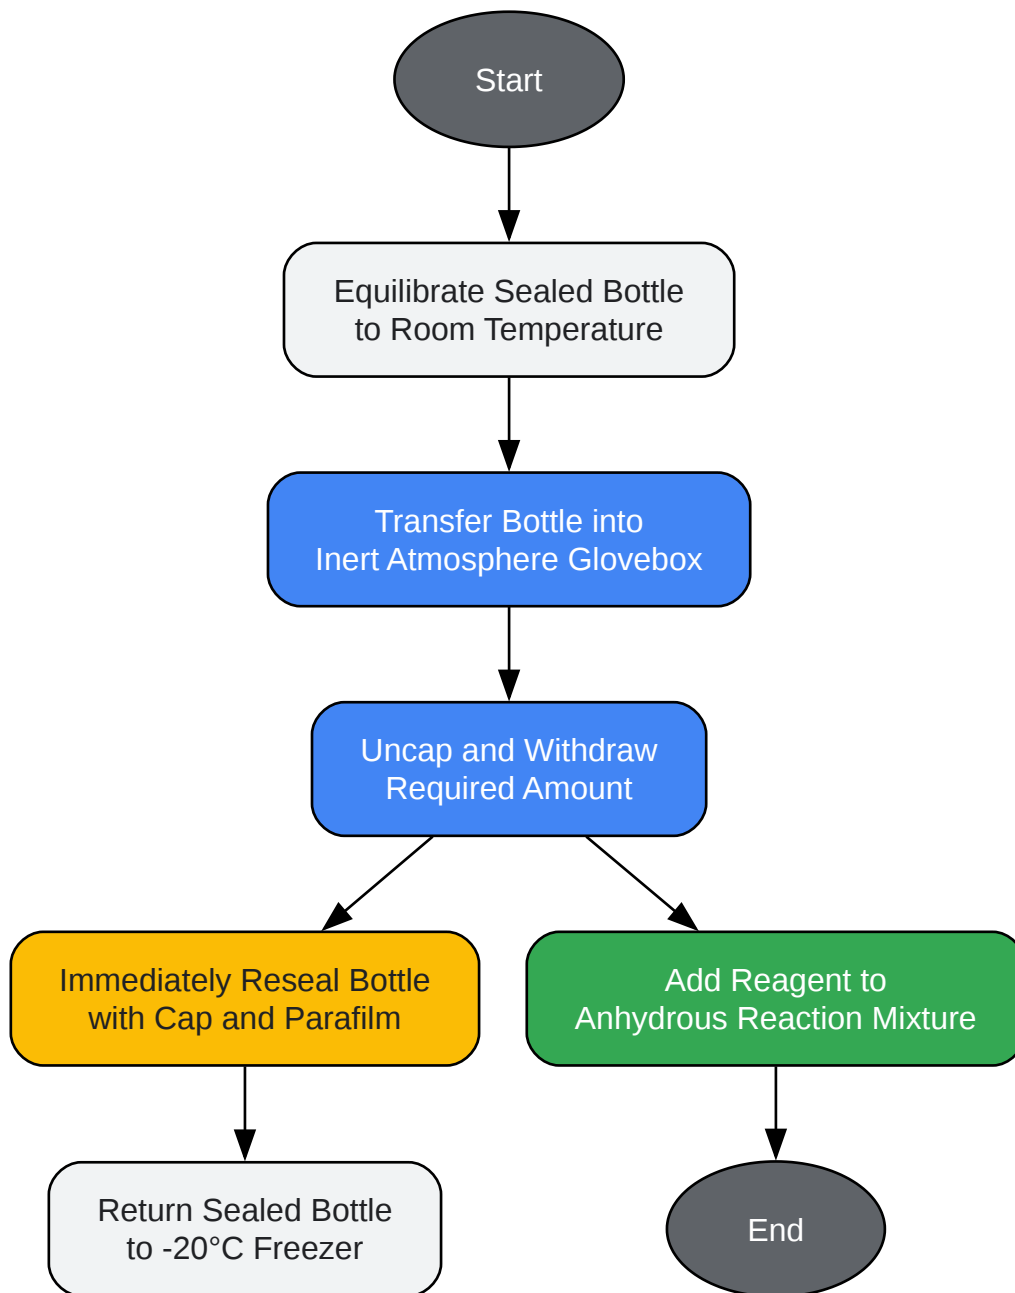 Start
Equilibrate Sealed Bottle
to Room Temperature
Transfer Bottle into
Inert Atmosphere Glovebox
Uncap and Withdraw
Required Amount
Immediately Reseal Bottle
with Cap and Parafilm
Add Reagent to
Anhydrous Reaction Mixture
Return Sealed Bottle
to -20°C Freezer
End